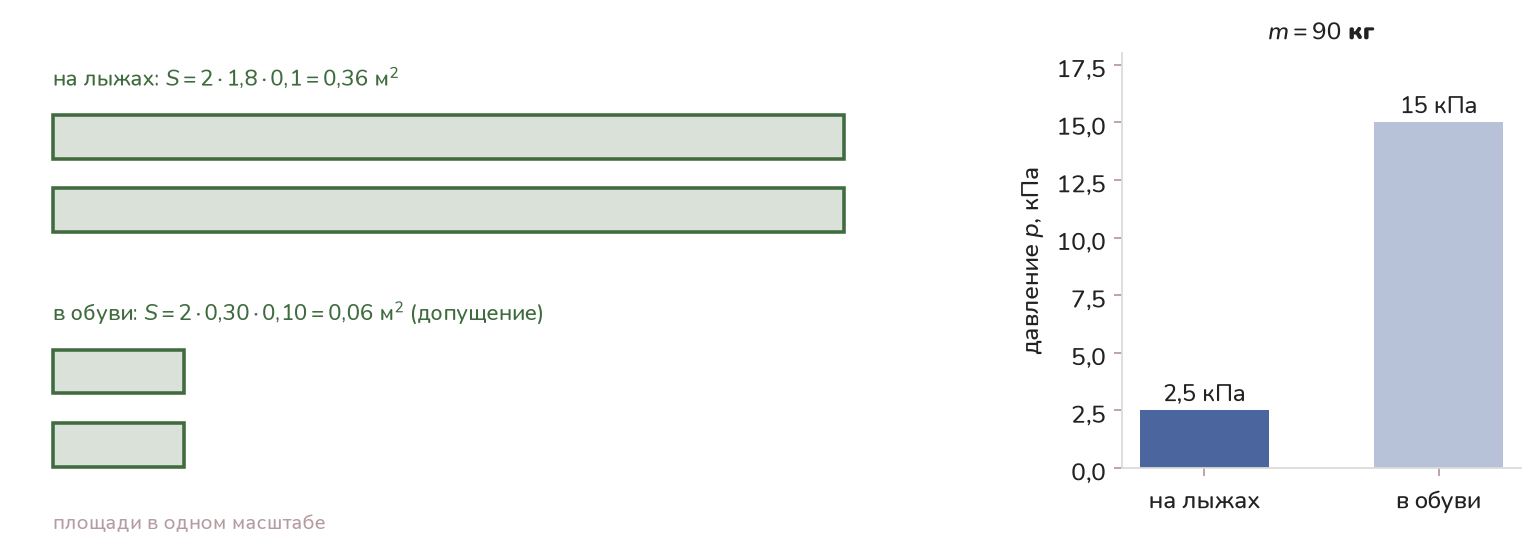 на лыжах: S = 2 · 1,8 · 0,1 = 0,36 м²
в обуви: S = 2 · 0,30 · 0,10 = 0,06 м² (допущение)
площади в одном масштабе
m = 90 кг
давление p, кПа
17,5
15,0
12,5
10,0
7,5
5,0
2,5
0,0
2,5 кПа
15 кПа
на лыжах
в обуви